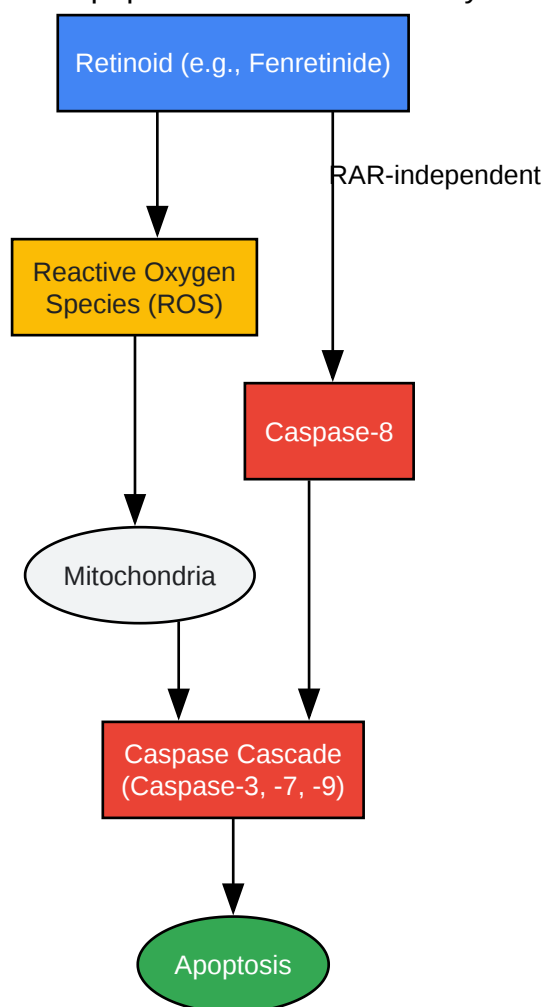 Retinoid (e.g., Fenretinide)
RAR-independent
Reactive Oxygen
Species (ROS)
Caspase-8
Mitochondria
Caspase Cascade
(Caspase-3, -7, -9)
Apoptosis